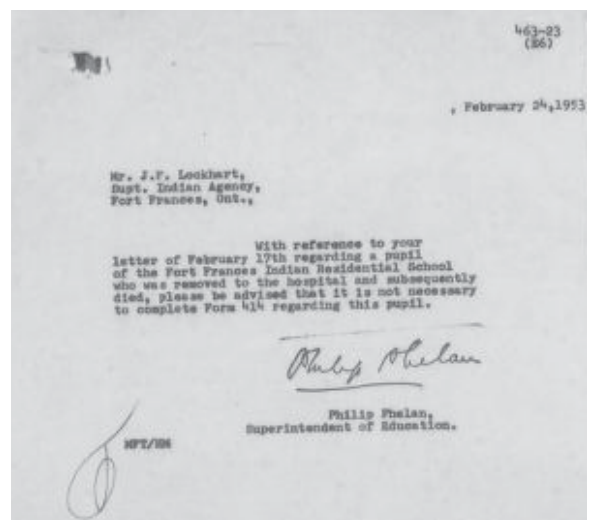 463-23
(E6)
, February 24,1953
Mr. J.F. Lockhart,
Supt. Indian Agency,
Fort Frances, Ont.,
With reference to your
letter of February 17th regarding a pupil
of the Fort Frances Indian Residential School
who was removed to the hospital and subsequently
died, please be advised that it is not necessary
to complete Form 414 regarding this pupil.
Philip Phelan
Philip Phelan,
Superintendent of Education.